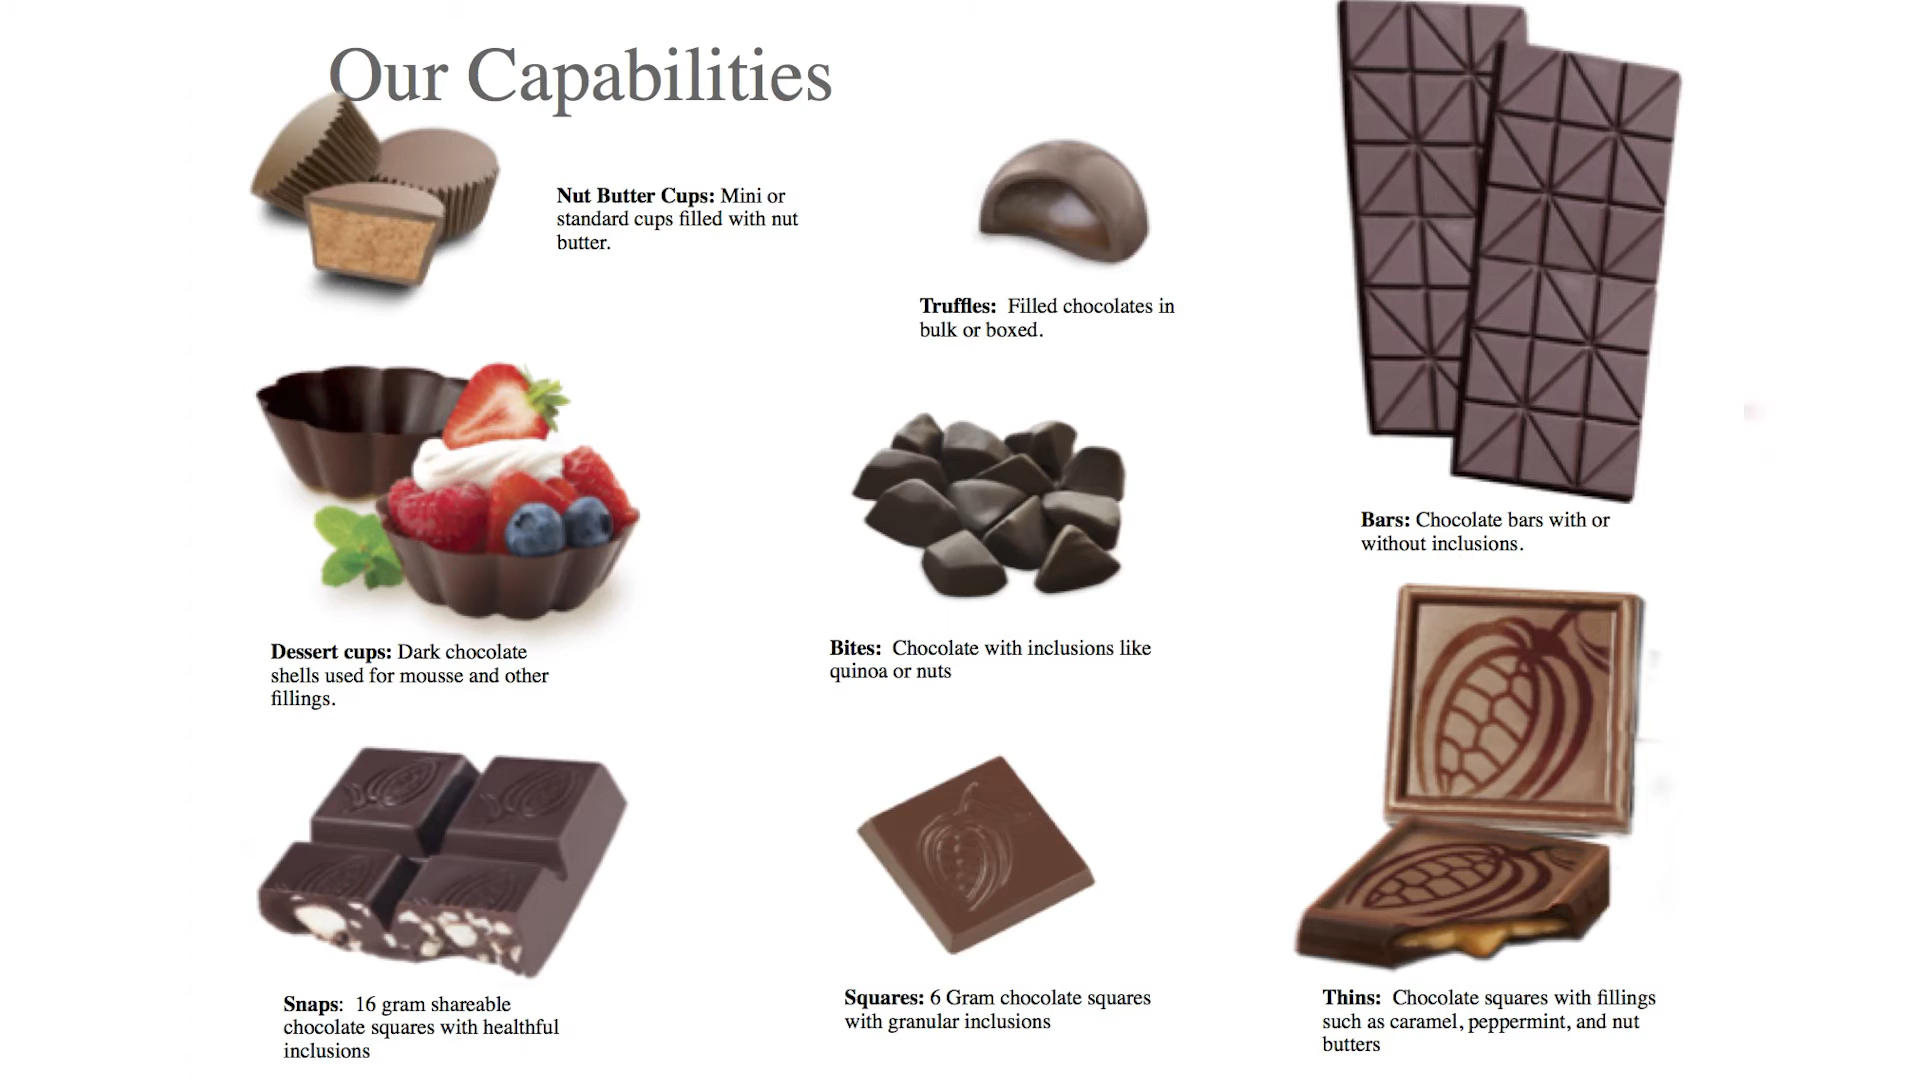 Our Capabilities
Nut Butter Cups: Mini or
standard cups filled with nut
butter.
Truffles:  Filled chocolates in
bulk or boxed.
Bars: Chocolate bars with or
without inclusions.
Dessert cups: Dark chocolate
shells used for mousse and other
fillings.
Bites:  Chocolate with inclusions like
quinoa or nuts
Snaps:  16 gram shareable
chocolate squares with healthful
inclusions
Squares: 6 Gram chocolate squares
with granular inclusions
Thins:  Chocolate squares with fillings
such as caramel, peppermint, and nut
butters